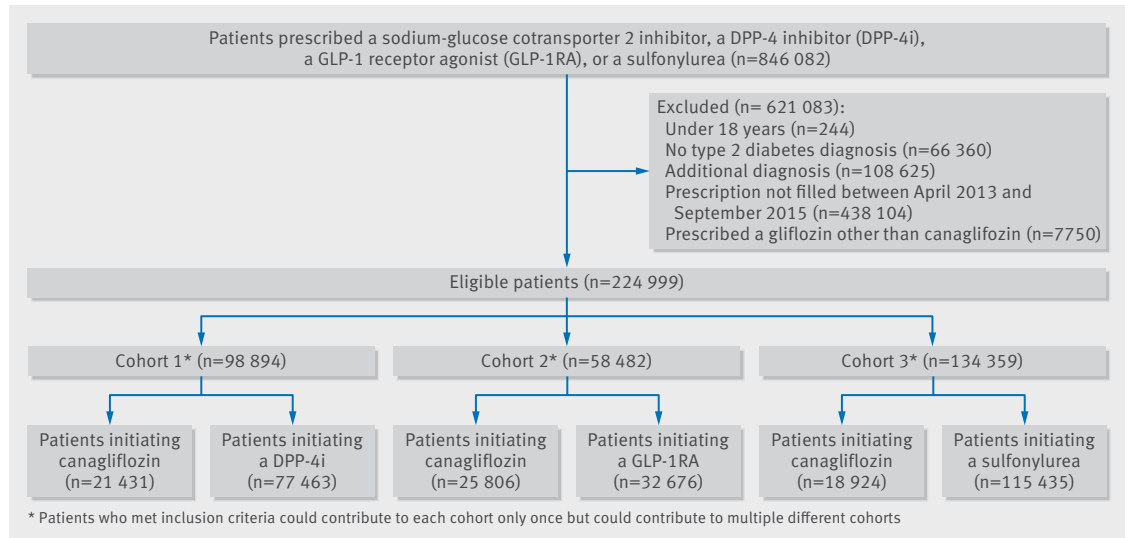 Patients prescribed a sodium-glucose cotransporter 2 inhibitor, a DPP-4 inhibitor (DPP-4i),
a GLP-1 receptor agonist (GLP-1RA), or a sulfonylurea (n=846 082)
Excluded (n= 621 083):
Under 18 years (n=244)
No type 2 diabetes diagnosis (n=66 360)
Additional diagnosis (n=108 625)
Prescription not filled between April 2013 and
September 2015 (n=438 104)
Prescribed a gliflozin other than canaglifozin (n=7750)
Eligible patients (n=224 999)
Cohort 1* (n=98 894)
Cohort 2* (n=58 482)
Cohort 3* (n=134 359)
Patients initiating
canagliflozin
(n=21 431)
Patients initiating
a DPP-4i
(n=77 463)
Patients initiating
canagliflozin
(n=25 806)
Patients initiating
a GLP-1RA
(n=32 676)
Patients initiating
canagliflozin
(n=18 924)
Patients initiating
a sulfonylurea
(n=115 435)
* Patients who met inclusion criteria could contribute to each cohort only once but could contribute to multiple different cohorts